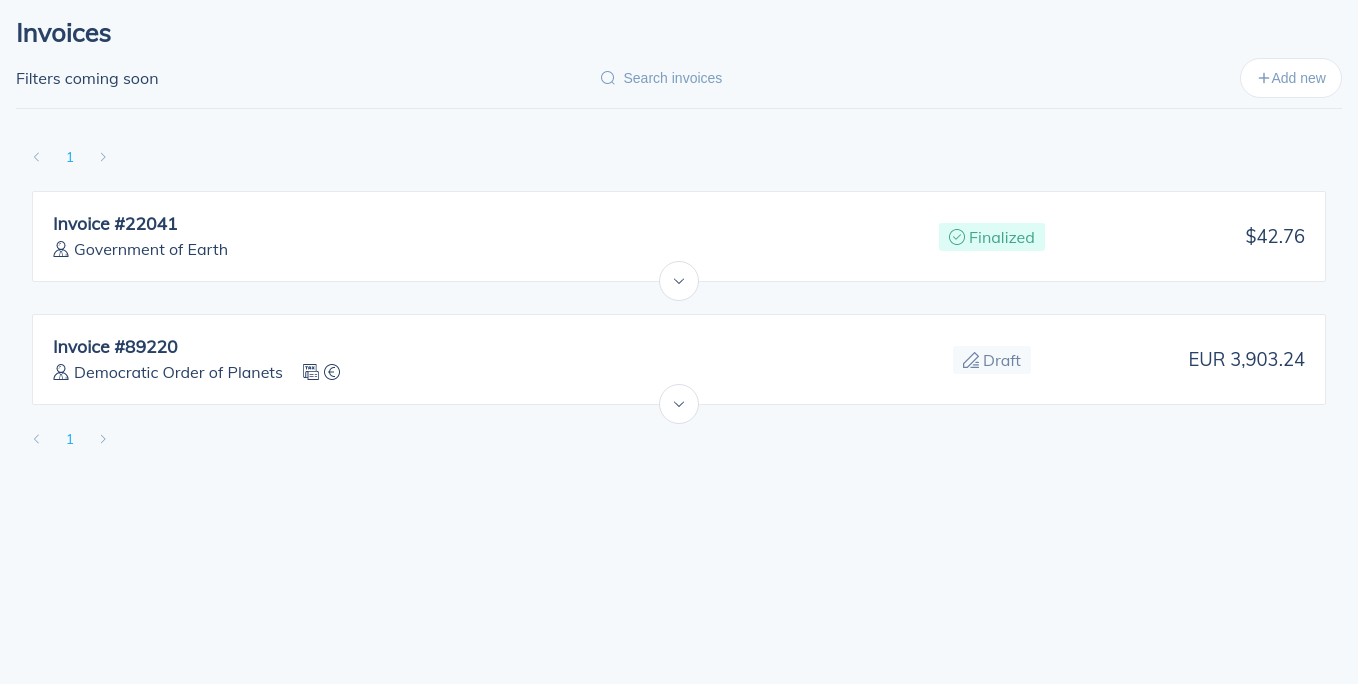 Invoices
Filters coming soon
Search invoices
+Add new
1
Invoice #22041
Government of Earth
Finalized
$42.76
Invoice #89220
Democratic Order of Planets
TAX
€
Draft
EUR 3,903.24
1